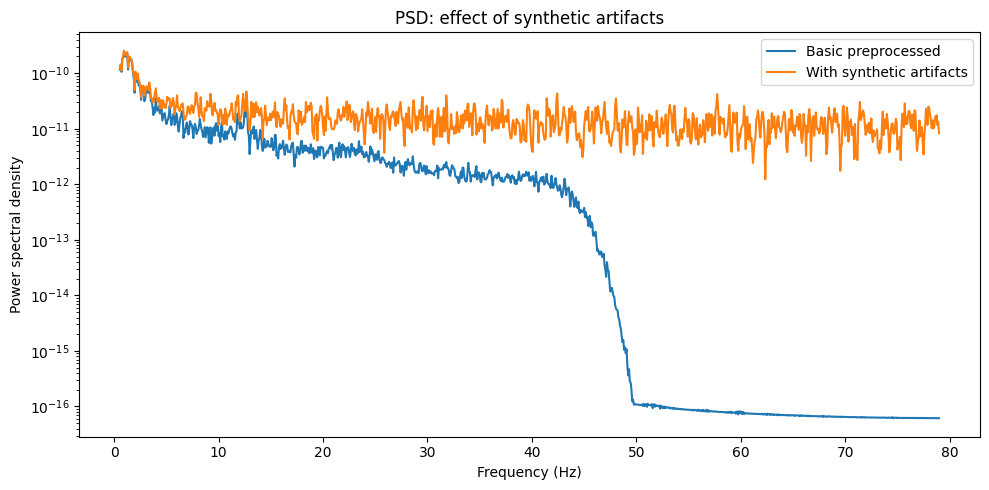 PSD: effect of synthetic artifacts
Basic preprocessed
With synthetic artifacts
Power spectral density
10⁻¹⁰
10⁻¹¹
10⁻¹²
10⁻¹³
10⁻¹⁴
10⁻¹⁵
10⁻¹⁶
0 10 20 30 40 50 60 70 80
Frequency (Hz)